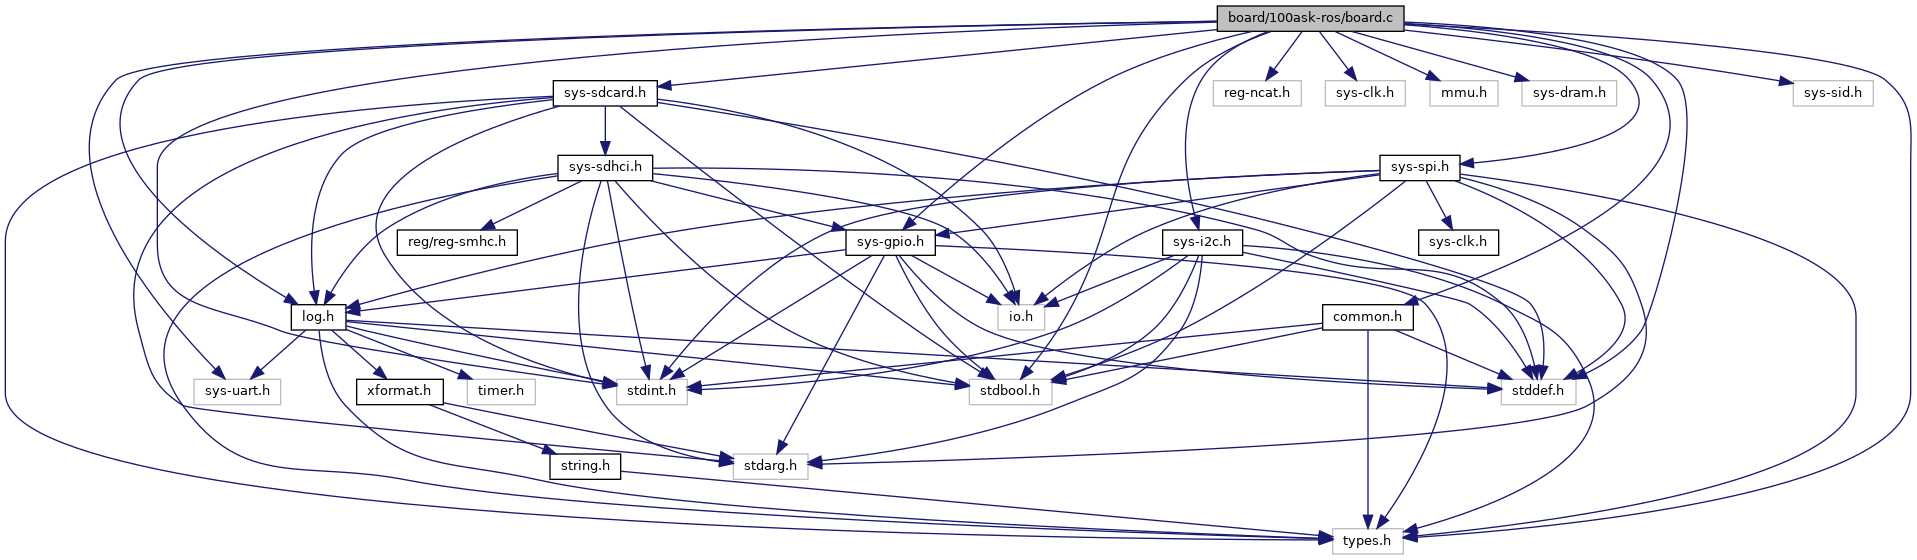 board/100ask-ros/board.c
sys-sdcard.h
reg-ncat.h
sys-clk.h
mmu.h
sys-dram.h
sys-sid.h
sys-sdhci.h
sys-spi.h
reg/reg-smhc.h
sys-gpio.h
sys-i2c.h
sys-clk.h
log.h
io.h
common.h
sys-uart.h
xformat.h
timer.h
stdint.h
stdbool.h
stddef.h
string.h
stdarg.h
types.h